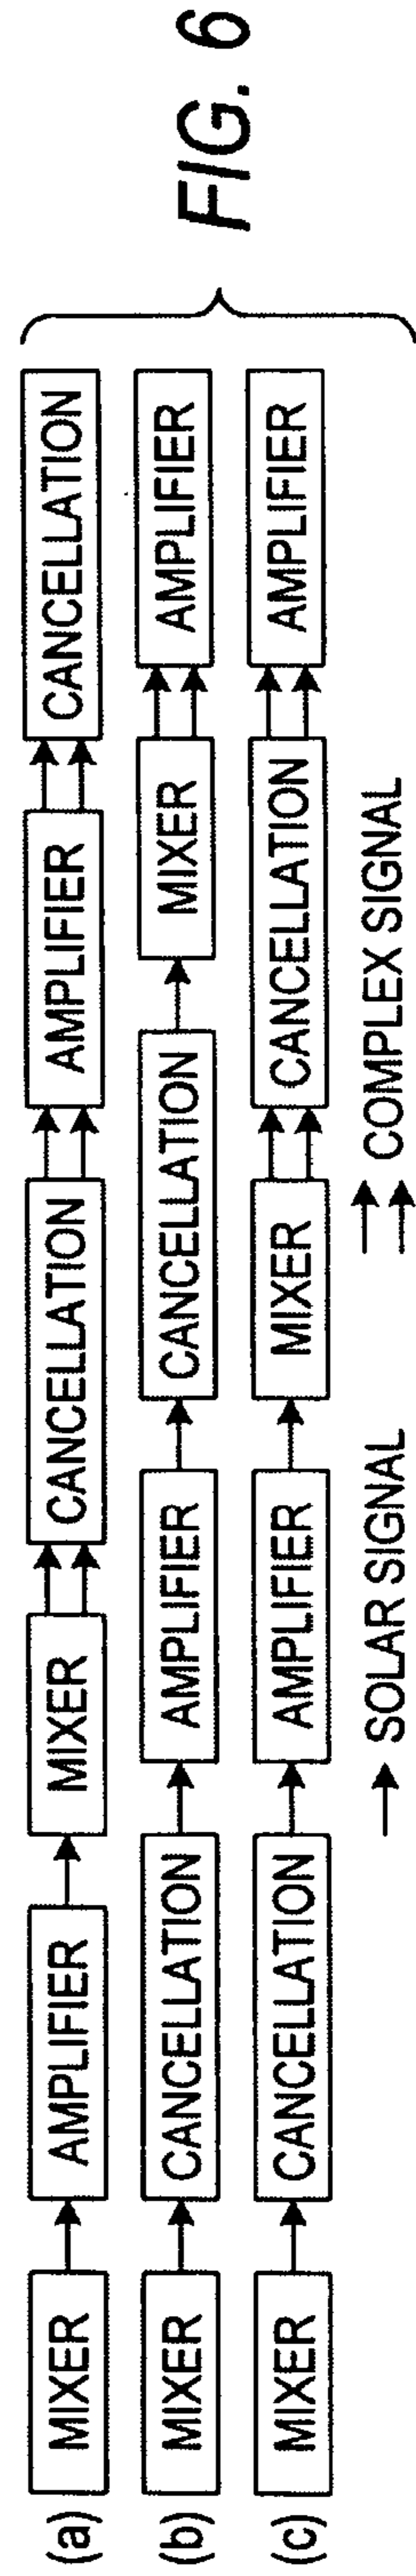 (a) MIXER AMPLIFIER MIXER CANCELLATION AMPLIFIER CANCELLATION
(b) MIXER CANCELLATION AMPLIFIER CANCELLATION MIXER AMPLIFIER
(c) MIXER CANCELLATION AMPLIFIER MIXER CANCELLATION AMPLIFIER
SOLAR SIGNAL COMPLEX SIGNAL
FIG. 6